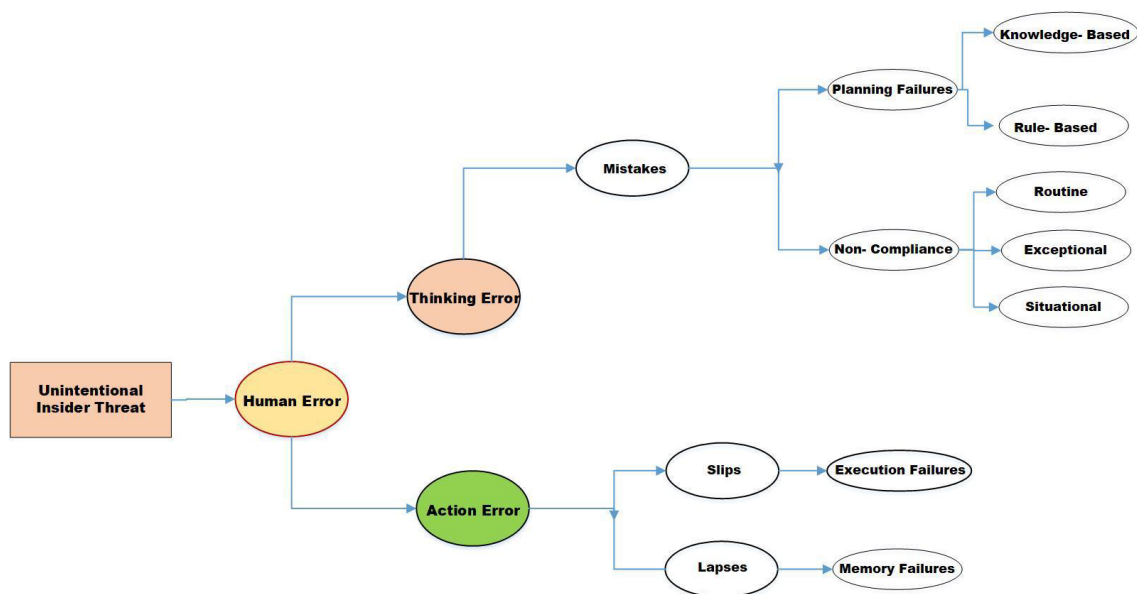 Knowledge- Based
Planning Failures
Rule- Based
Mistakes
Routine
Non- Compliance
Exceptional
Thinking Error
Situational
Unintentional
Insider Threat
Human Error
Slips
Execution Failures
Action Error
Lapses
Memory Failures